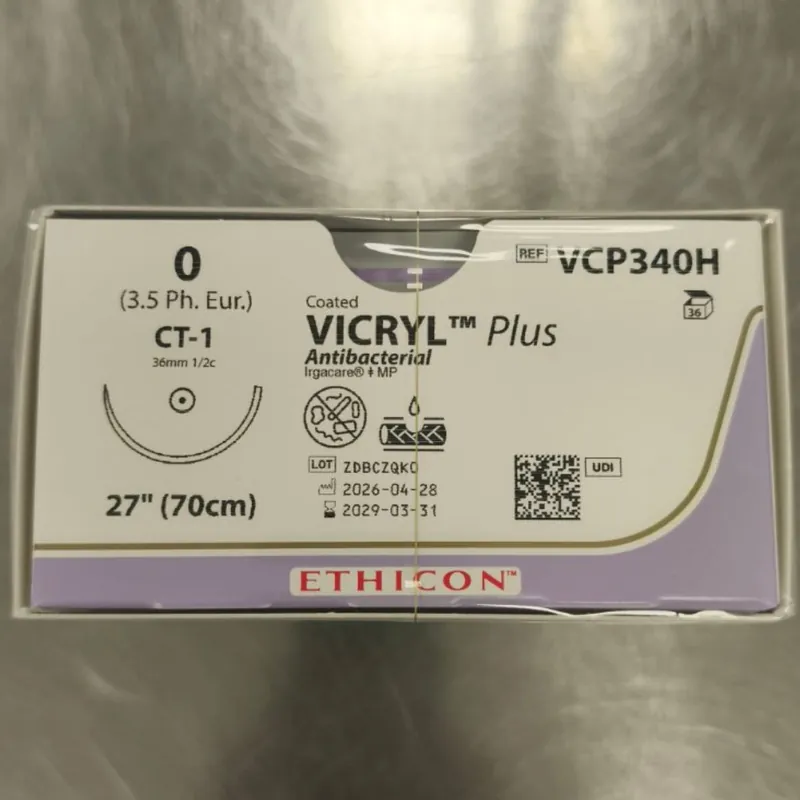 0
(3.5 Ph. Eur.)
CT-1
36mm 1/2c
27" (70cm)
Coated
VICRYL™ Plus
Antibacterial
Irgacare® ǂ MP
LOT ZDBCZQK0
2026-04-28
2029-03-31
REF VCP340H
36
UDI
ETHICON™